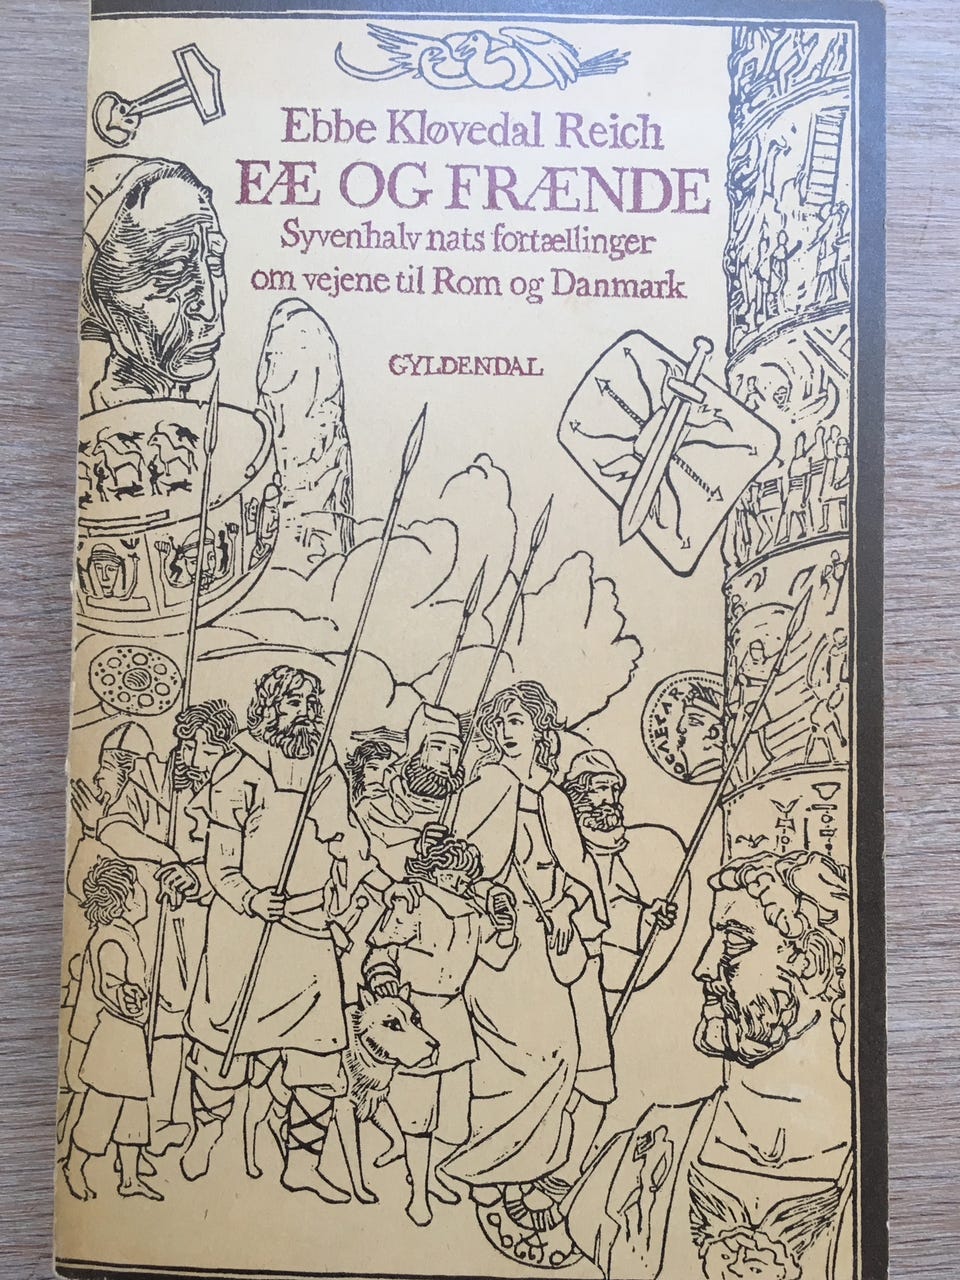 Ebbe Kløvedal Reich
FÆ OG FRÆNDE
Syvenhalv nats fortællinger
om vejene til Rom og Danmark
GYLDENDAL